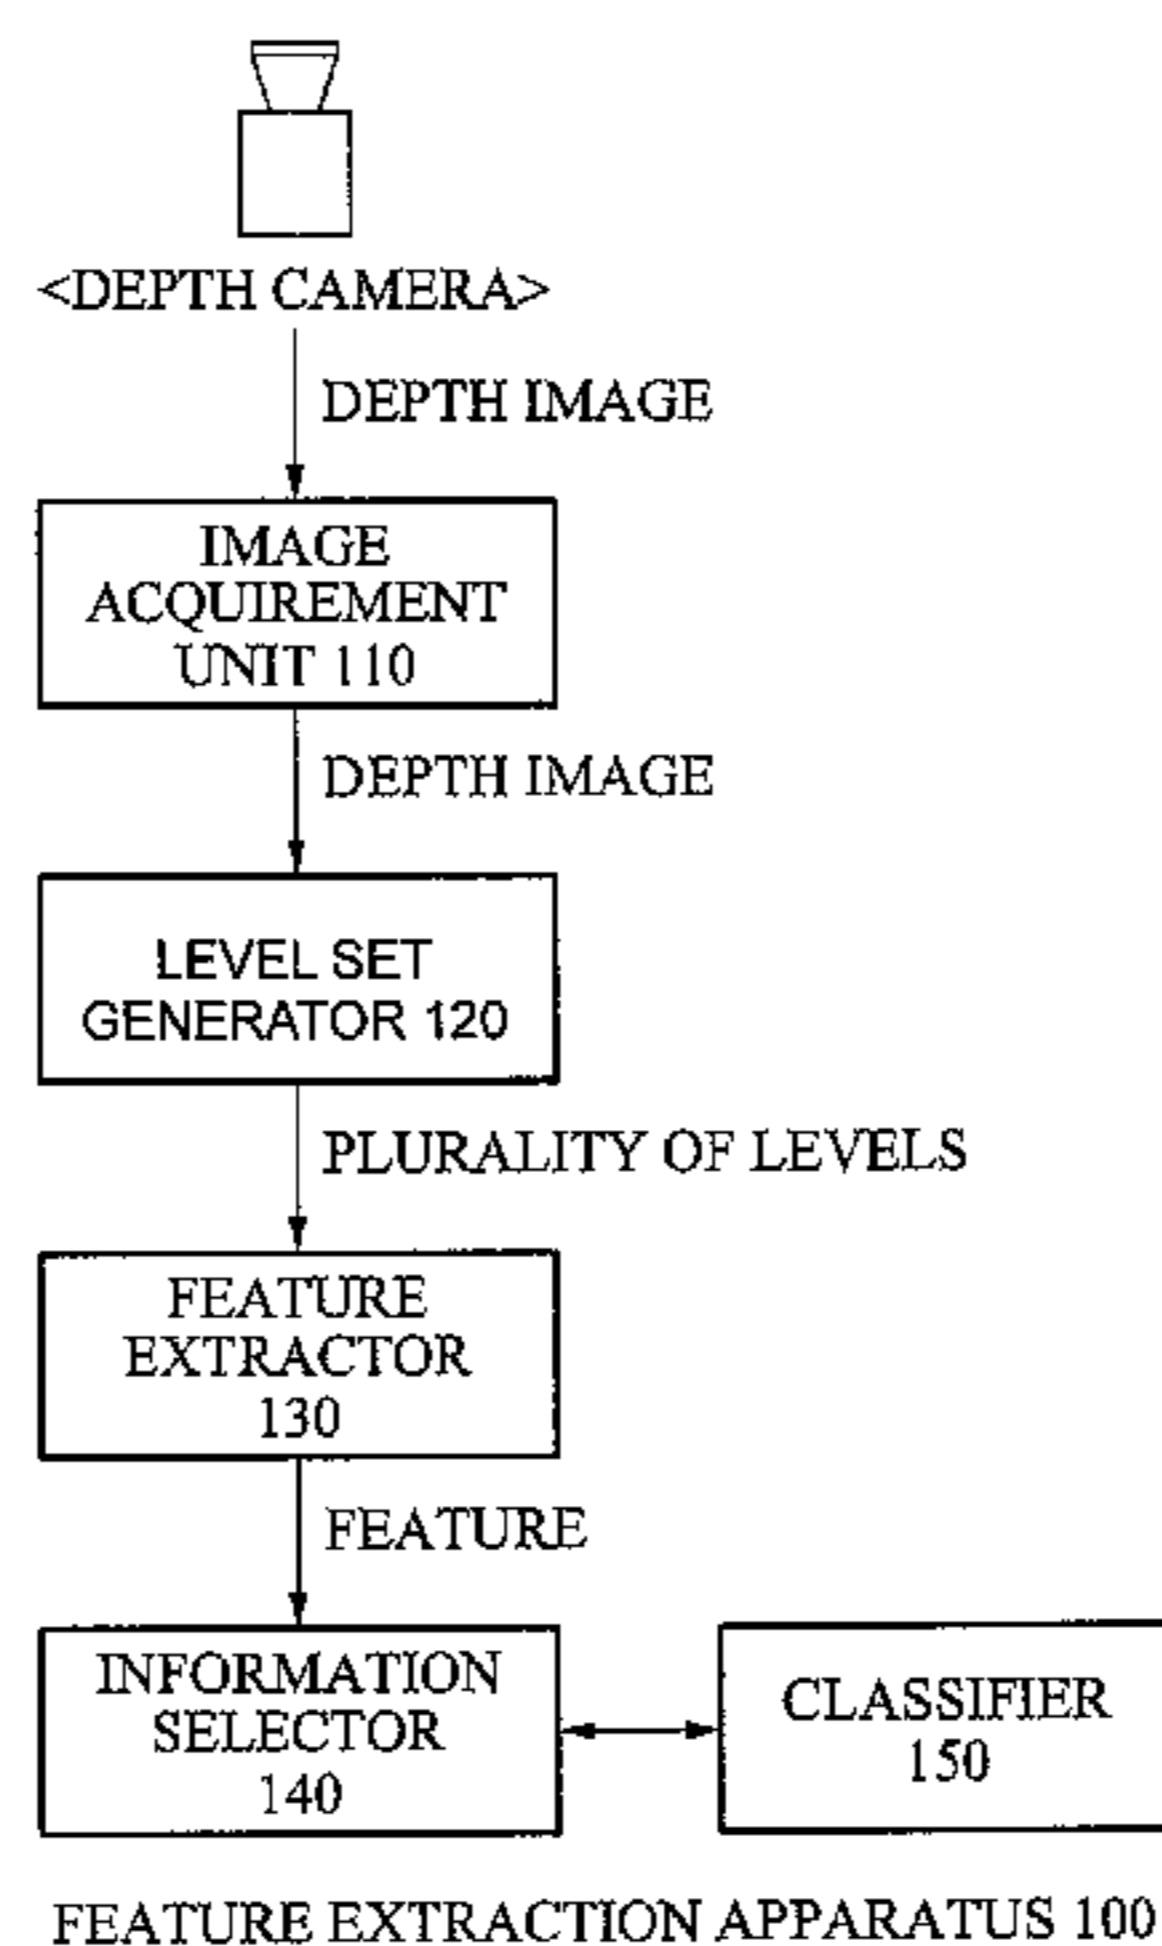 <DEPTH CAMERA>
DEPTH IMAGE
IMAGE
ACQUIREMENT
UNIT 110
DEPTH IMAGE
LEVEL SET
GENERATOR 120
PLURALITY OF LEVELS
FEATURE
EXTRACTOR
130
FEATURE
INFORMATION
SELECTOR
140
CLASSIFIER
150
FEATURE EXTRACTION APPARATUS 100